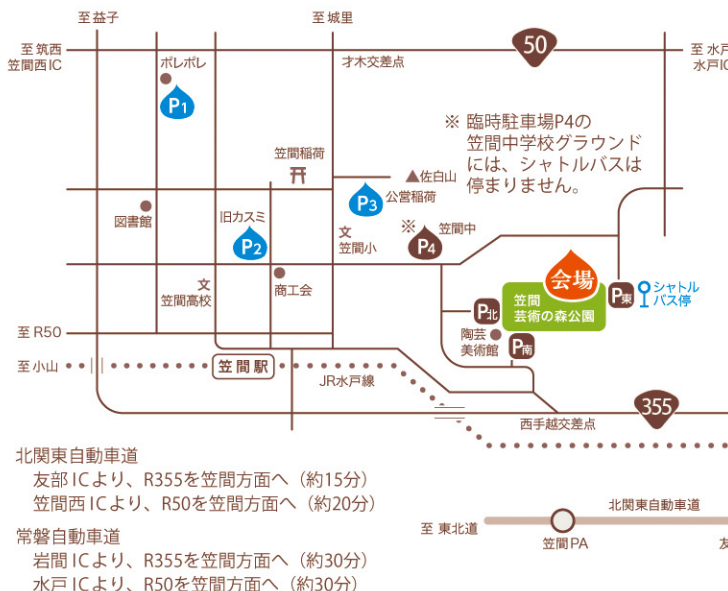 至 益子
至 城里
至 筑西
笠間西IC
ポレポレ
P1
才木交差点
50
至 水戸
水戸IC
※ 臨時駐車場P4の
笠間中学校グラウンド
には、シャトルバスは
停まりません。
笠間稲荷
▲佐白山
P3
公営稲荷
図書館
旧カスミ
P2
文
笠間小
※
P4
笠間中
文
笠間高校
商工会
会場
笠間
芸術の森公園
P東
シャトル
バス停
P北
陶芸
美術館
P南
至 R50
至 小山
笠間駅
JR水戸線
355
西手越交差点
北関東自動車道
友部 ICより、R355を笠間方面へ（約15分）
笠間西 ICより、R50を笠間方面へ（約20分）
常磐自動車道
岩間 ICより、R355を笠間方面へ（約30分）
水戸 ICより、R50を笠間方面へ（約30分）
北関東自動車道
至 東北道
笠間PA
友